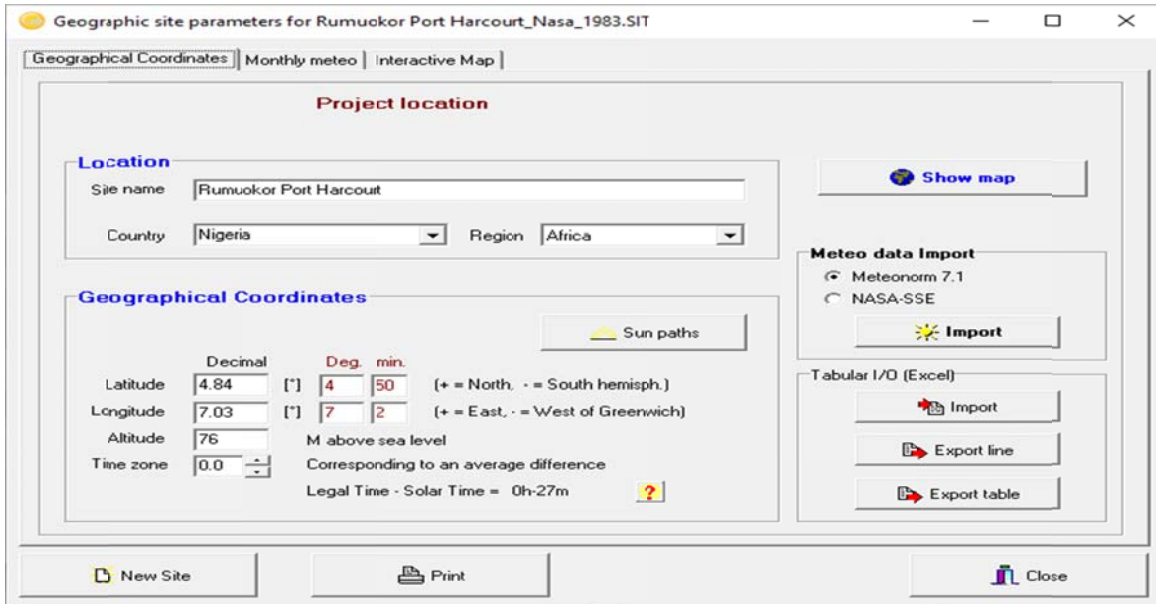 Geographic site parameters for Rumuokor Port Harcourt_Nasa_1983.SIT
Geographical Coordinates Monthly meteo Interactive Map
Project location
Location
Site name Rumuokor Port Harcourt
Country Nigeria Region Africa
Show map
Meteo data Import
Meteonorm 7.1
NASA-SSE
Import
Geographical Coordinates
Sun paths
Decimal Deg. min.
Latitude 4.84 [°] 4 50 (+ = North, - = South hemisph.)
Longitude 7.03 [°] 7 2 (+ = East, - = West of Greenwich)
Altitude 76 M above sea level
Time zone 0.0 Corresponding to an average difference
Legal Time - Solar Time = 0h-27m ?
Tabular I/O (Excel)
Import
Export line
Export table
New Site Print Close